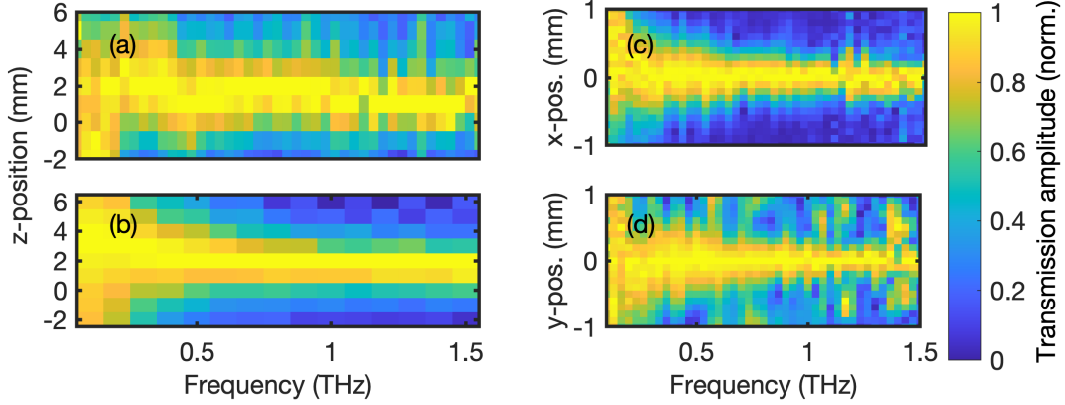 (a)
6
4
2
0
-2
z-position (mm)
(b)
6
4
2
0
-2
0.5
1
1.5
Frequency (THz)
(c)
1
0
-1
x-pos. (mm)
(d)
1
0
-1
y-pos. (mm)
0.5
1
1.5
Frequency (THz)
1
0.8
0.6
0.4
0.2
0
Transmission amplitude (norm.)